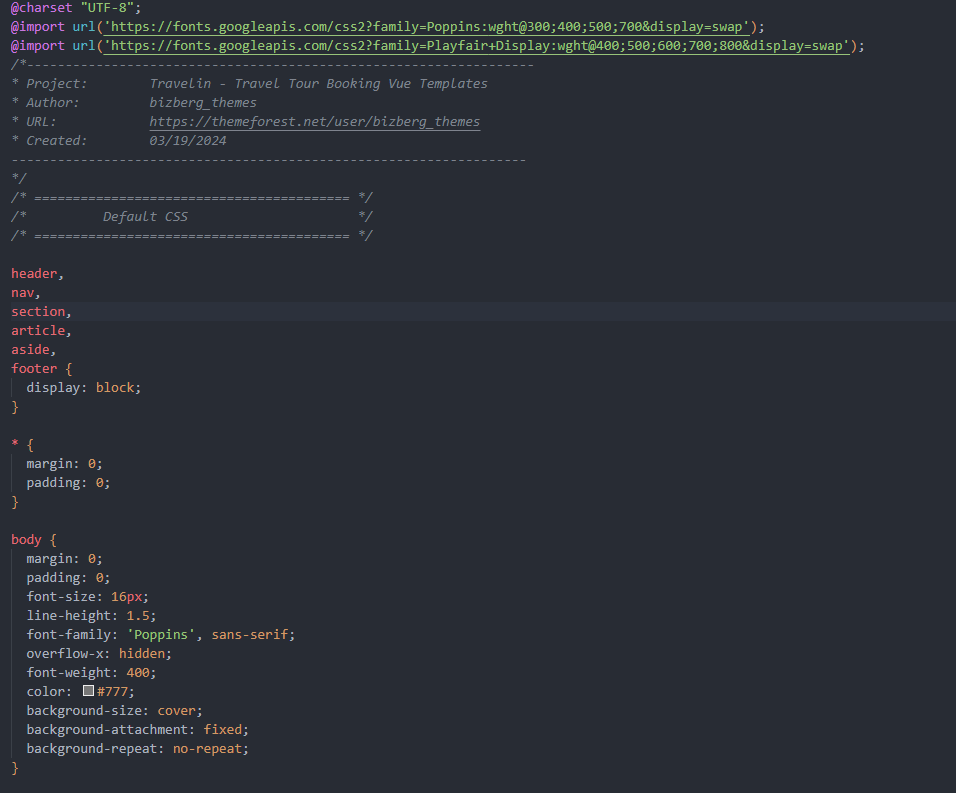 @charset "UTF-8";
@import url('https://fonts.googleapis.com/css2?family=Poppins:wght@300;400;500;700&display=swap');
@import url('https://fonts.googleapis.com/css2?family=Playfair+Display:wght@400;500;600;700;800&display=swap');
/*------------------------------------------------------------------
* Project:        Travelin - Travel Tour Booking Vue Templates
* Author:         bizberg_themes
* URL:            https://themeforest.net/user/bizberg_themes
* Created:        03/19/2024
-------------------------------------------------------------------
*/
/* ========================================= */
/*          Default CSS                      */
/* ========================================= */

header,
nav,
section,
article,
aside,
footer {
  display: block;
}

* {
  margin: 0;
  padding: 0;
}

body {
  margin: 0;
  padding: 0;
  font-size: 16px;
  line-height: 1.5;
  font-family: 'Poppins', sans-serif;
  overflow-x: hidden;
  font-weight: 400;
  color: #777;
  background-size: cover;
  background-attachment: fixed;
  background-repeat: no-repeat;
}